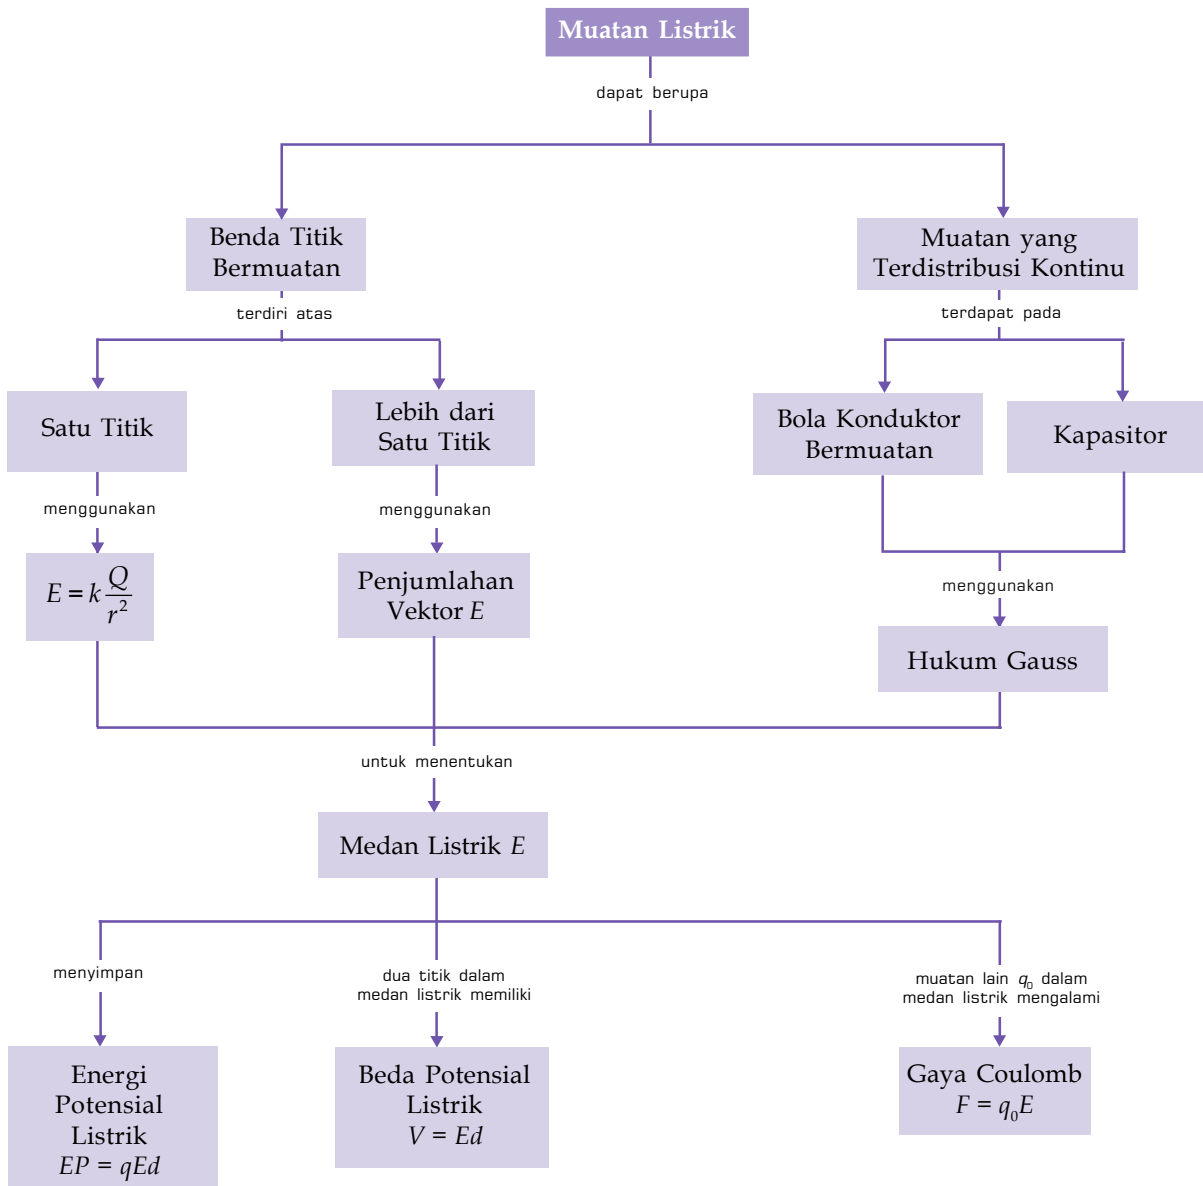 Muatan Listrik
dapat berupa
Benda Titik
Bermuatan
Muatan yang
Terdistribusi Kontinu
terdiri atas
terdapat pada
Satu Titik
Lebih dari
Satu Titik
Bola Konduktor
Bermuatan
Kapasitor
menggunakan
menggunakan
menggunakan
E = k Q/r²
Penjumlahan
Vektor E
Hukum Gauss
untuk menentukan
Medan Listrik E
menyimpan
dua titik dalam
medan listrik memiliki
muatan lain q₀ dalam
medan listrik mengalami
Energi
Potensial
Listrik
EP = qEd
Beda Potensial
Listrik
V = Ed
Gaya Coulomb
F = q₀E